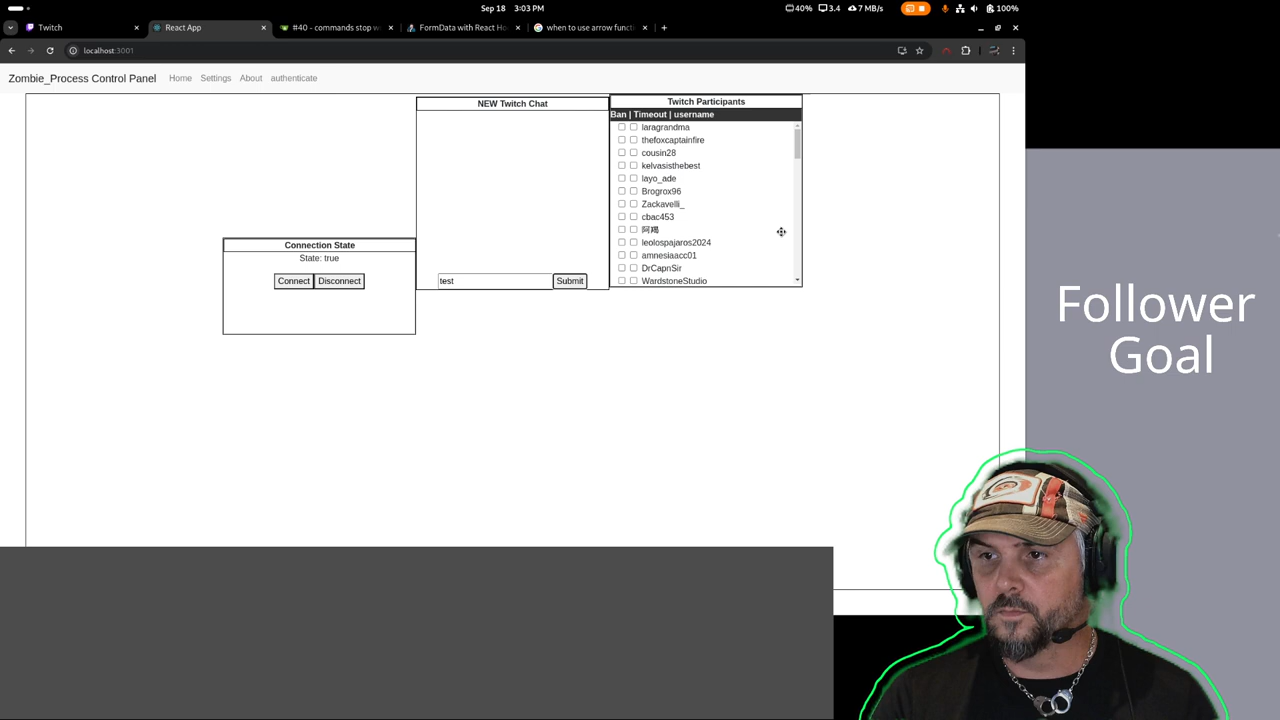 Sep 18 3:03 PM
40% 3.4 7 MB/s 100%
Twitch
React App
#40 - commands stop w
FormData with React Ho
when to use arrow funct
localhost:3001
Zombie_Process Control Panel Home Settings About authenticate
NEW Twitch Chat
Twitch Participants
Ban | Timeout | username
laragrandma
thefoxcaptainfire
cousin28
kelvasisthebest
layo_ade
Brogrox96
Zackavelli_
cbac453
leolospajaros2024
amnesiaacc01
DrCapnSir
WardstoneStudio
Connection State
State: true
Connect Disconnect
test
Submit
Follower
Goal